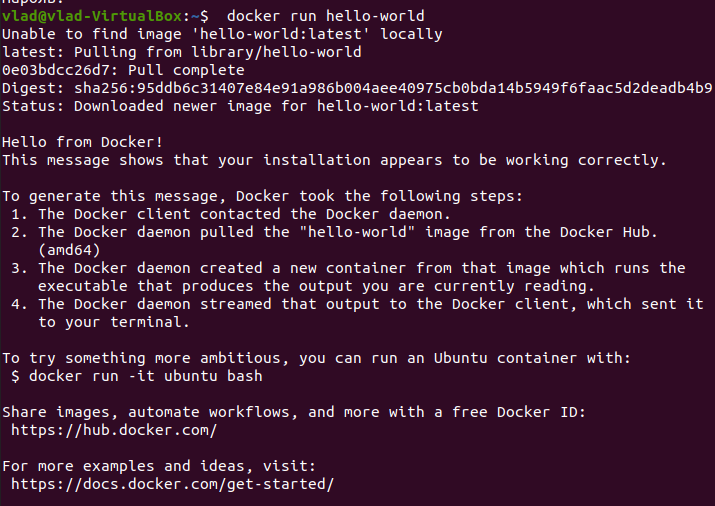 Пароль:
vlad@vlad-VirtualBox:~$  docker run hello-world
Unable to find image 'hello-world:latest' locally
latest: Pulling from library/hello-world
0e03bdcc26d7: Pull complete
Digest: sha256:95ddb6c31407e84e91a986b004aee40975cb0bda14b5949f6faac5d2deadb4b9
Status: Downloaded newer image for hello-world:latest

Hello from Docker!
This message shows that your installation appears to be working correctly.

To generate this message, Docker took the following steps:
 1. The Docker client contacted the Docker daemon.
 2. The Docker daemon pulled the "hello-world" image from the Docker Hub.
    (amd64)
 3. The Docker daemon created a new container from that image which runs the
    executable that produces the output you are currently reading.
 4. The Docker daemon streamed that output to the Docker client, which sent it
    to your terminal.

To try something more ambitious, you can run an Ubuntu container with:
 $ docker run -it ubuntu bash

Share images, automate workflows, and more with a free Docker ID:
 https://hub.docker.com/

For more examples and ideas, visit:
 https://docs.docker.com/get-started/